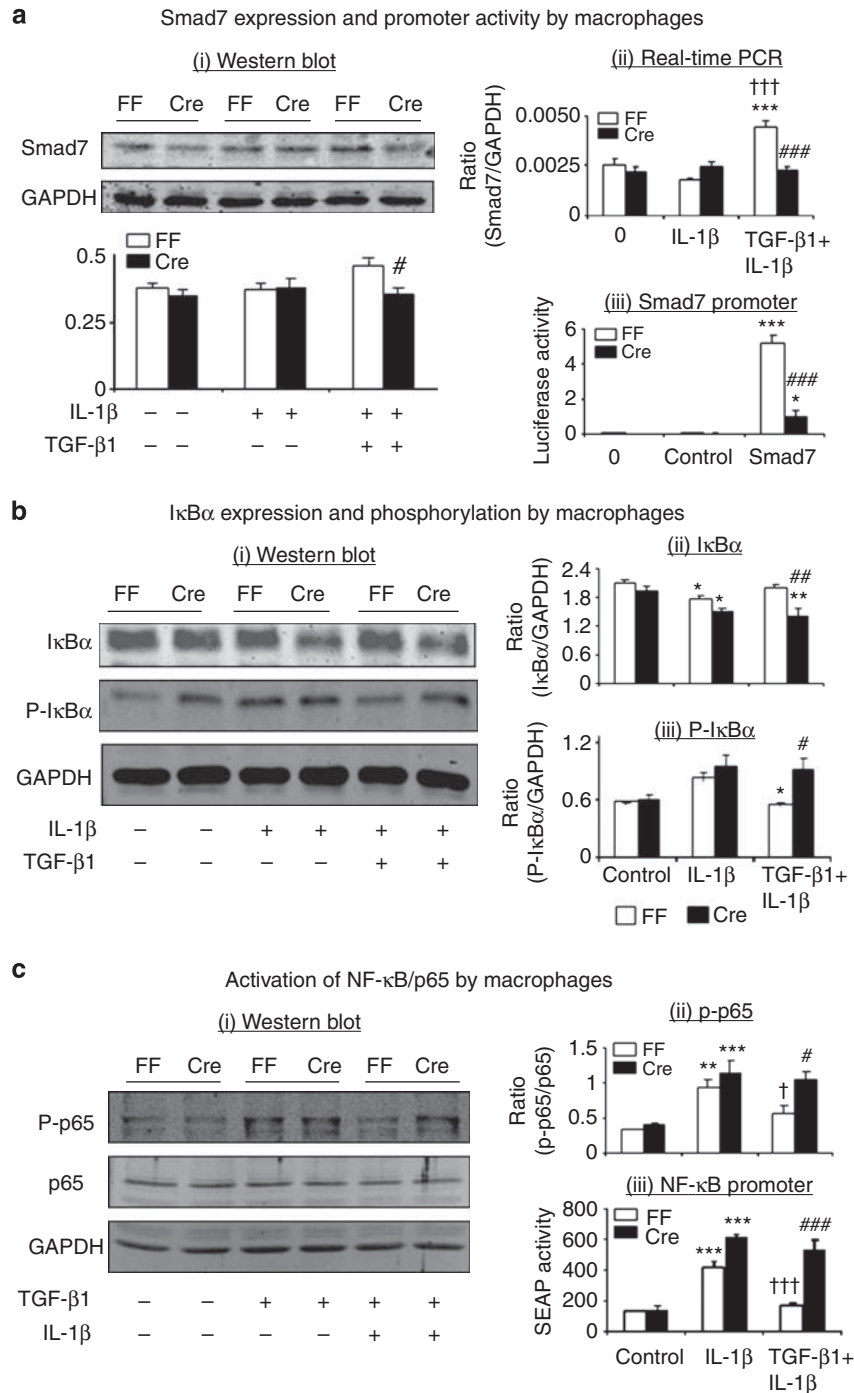 a
Smad7 expression and promoter activity by macrophages
(i) Western blot
FF Cre FF Cre FF Cre
Smad7
GAPDH
FF
Cre
0.5
0.25
0
#
IL-1β – – + + + +
TGF-β1 – – – – + +
(ii) Real-time PCR
Ratio
(Smad7/GAPDH)
0.0050
0.0025
0
FF
Cre
†††
***
###
0 IL-1β TGF-β1+
IL-1β
(iii) Smad7 promoter
Luciferase activity
6
4
2
0
FF
Cre
***
###
*
0 Control Smad7
b
IκBα expression and phosphorylation by macrophages
(i) Western blot
FF Cre FF Cre FF Cre
IκBα
P-IκBα
GAPDH
IL-1β – – + + + +
TGF-β1 – – – – + +
(ii) IκBα
Ratio
(IκBα/GAPDH)
2.4
1.8
1.2
0.6
0
* *
##
**
(iii) P-IκBα
Ratio
(P-IκBα/GAPDH)
1.2
0.6
0
*
#
Control IL-1β TGF-β1+
IL-1β
FF Cre
c
Activation of NF-κB/p65 by macrophages
(i) Western blot
FF Cre FF Cre FF Cre
P-p65
p65
GAPDH
TGF-β1 – – + + + +
IL-1β – – – – + +
(ii) p-p65
Ratio
(p-p65/p65)
1.5
1
0.5
0
FF
Cre
** ***
†
#
(iii) NF-κB promoter
SEAP activity
800
600
400
200
0
FF
Cre
*** ***
†††
###
Control IL-1β TGF-β1+
IL-1β